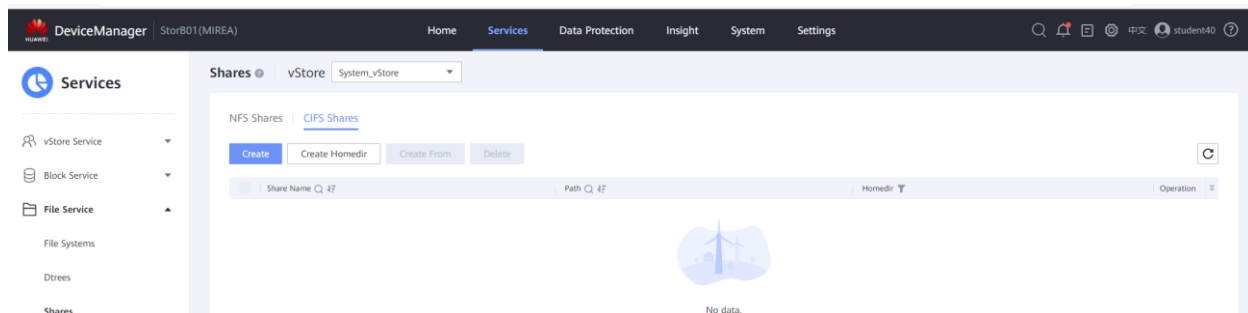 HUAWEI DeviceManager StorB01(MIREA) Home Services Data Protection Insight System Settings 中文 student40
Services
Shares vStore System_vStore
NFS Shares CIFS Shares
Create Create Homedir Create From Delete
Share Name Path Homedir Operation
vStore Service
Block Service
File Service
File Systems
Dtrees
Shares
No data.